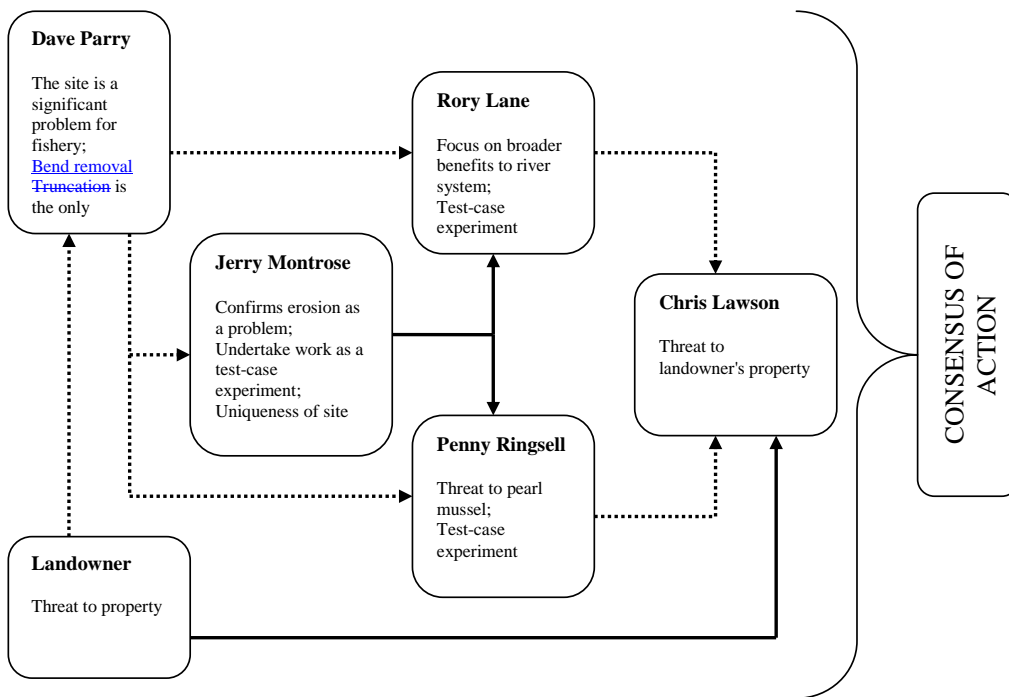 Dave Parry
The site is a
significant
problem for
fishery;
Bend removal
Truncation is
the only
Rory Lane
Focus on broader
benefits to river
system;
Test-case
experiment
Jerry Montrose
Confirms erosion as
a problem;
Undertake work as a
test-case
experiment;
Uniqueness of site
Chris Lawson
Threat to
landowner's property
Penny Ringsell
Threat to pearl
mussel;
Test-case
experiment
Landowner
Threat to property
CONSENSUS OF
ACTION